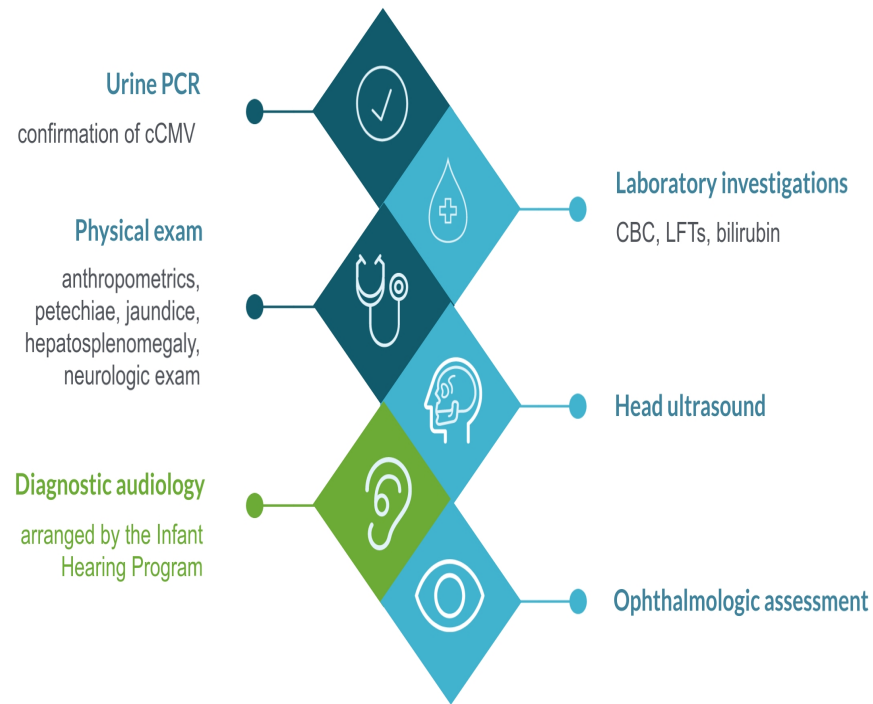 Urine PCR
confirmation of cCMV
Laboratory investigations
CBC, LFTs, bilirubin
Physical exam
anthropometrics,
petechiae, jaundice,
hepatosplenomegaly,
neurologic exam
Head ultrasound
Diagnostic audiology
arranged by the Infant
Hearing Program
Ophthalmologic assessment